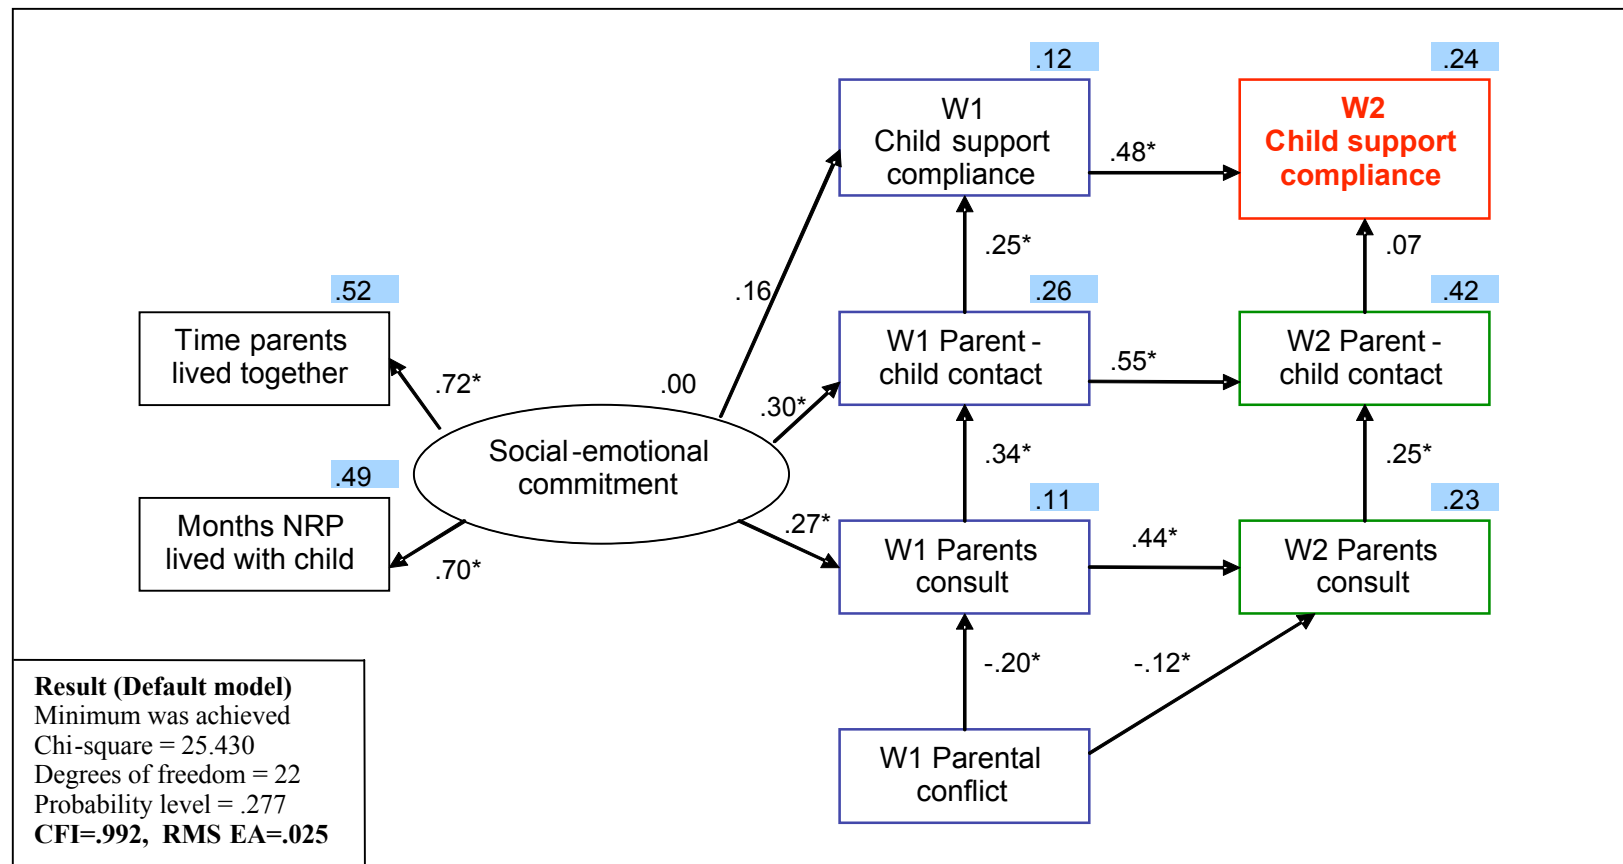 .12
.24
W1
Child support
compliance
.48*
W2
Child support
compliance
.25*
.07
.16
.52
.26
.42
Time parents
lived together
.72*
.00
.30*
W1 Parent -
child contact
.55*
W2 Parent -
child contact
Social-emotional
commitment
.34*
.25*
.49
.11
.23
Months NRP
lived with child
.70*
.27*
W1 Parents
consult
.44*
W2 Parents
consult
-.20*
-.12*
W1 Parental
conflict
Result (Default model)
Minimum was achieved
Chi-square = 25.430
Degrees of freedom = 22
Probability level = .277
CFI=.992, RMS EA=.025